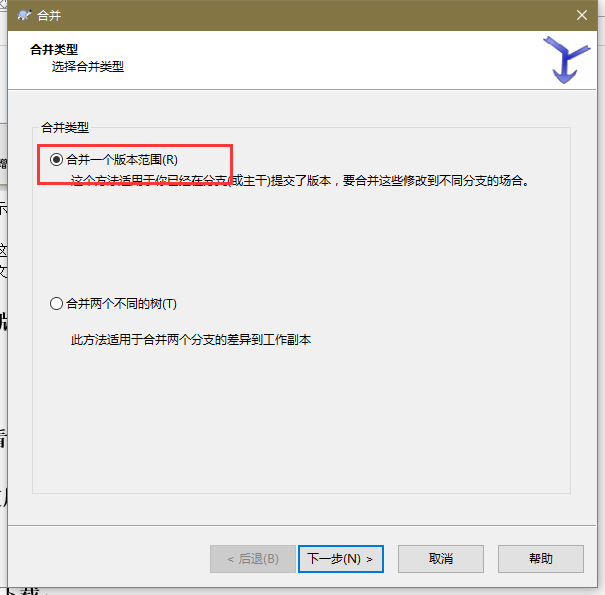 合并
合并类型
选择合并类型
合并类型
合并一个版本范围(R)
这个方法适用于你已经在分支(或主干)提交了版本，要合并这些修改到不同分支的场合。
合并两个不同的树(T)
此方法适用于合并两个分支的差异到工作副本
< 后退(B)
下一步(N) >
取消
帮助